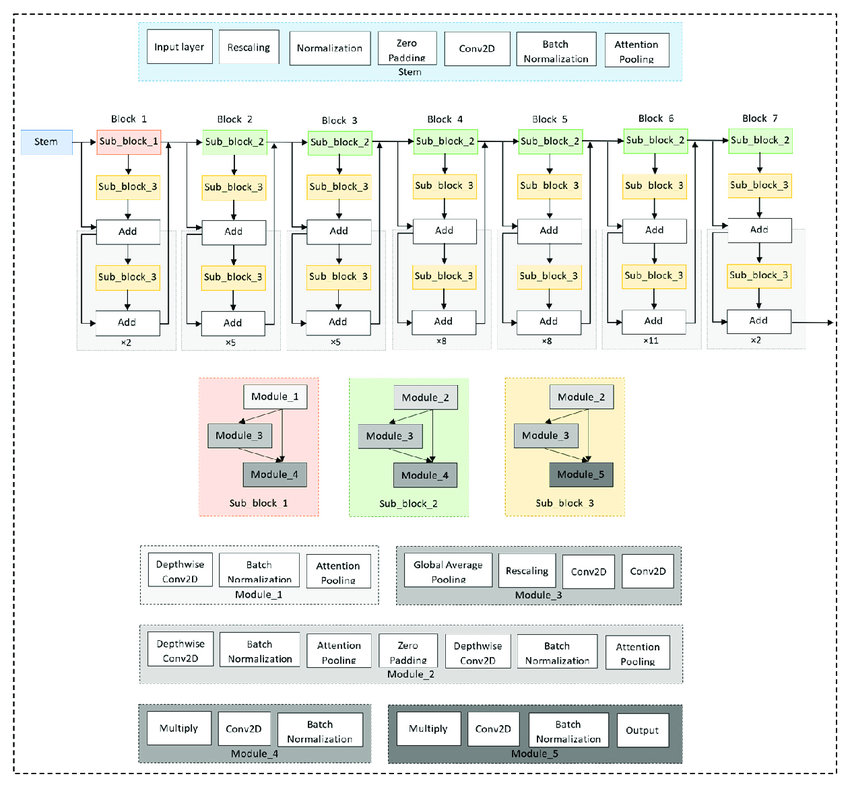 Input layer
Rescaling
Normalization
Zero
Padding
Conv2D
Batch
Normalization
Attention
Pooling
Stem
Block 1
Block 2
Block 3
Block 4
Block 5
Block 6
Block 7
Stem
Sub_block_1
Sub_block_2
Sub_block_2
Sub_block_2
Sub_block_2
Sub_block_2
Sub_block_2
Sub_block_3
Sub_block_3
Sub_block_3
Sub_block_3
Sub_block_3
Sub_block_3
Sub_block_3
Add
Add
Add
Add
Add
Add
Add
Sub_block_3
Sub_block_3
Sub_block_3
Sub_block_3
Sub_block_3
Sub_block_3
Sub_block_3
Add
Add
Add
Add
Add
Add
Add
×2
×5
×5
×8
×8
×11
×2
Module_1
Module_3
Module_4
Sub_block_1
Module_2
Module_3
Module_4
Sub_block_2
Module_2
Module_3
Module_5
Sub_block_3
Depthwise
Conv2D
Batch
Normalization
Attention
Pooling
Module_1
Global Average
Pooling
Rescaling
Conv2D
Conv2D
Module_3
Depthwise
Conv2D
Batch
Normalization
Attention
Pooling
Zero
Padding
Depthwise
Conv2D
Batch
Normalization
Attention
Pooling
Module_2
Multiply
Conv2D
Batch
Normalization
Module_4
Multiply
Conv2D
Batch
Normalization
Output
Module_5